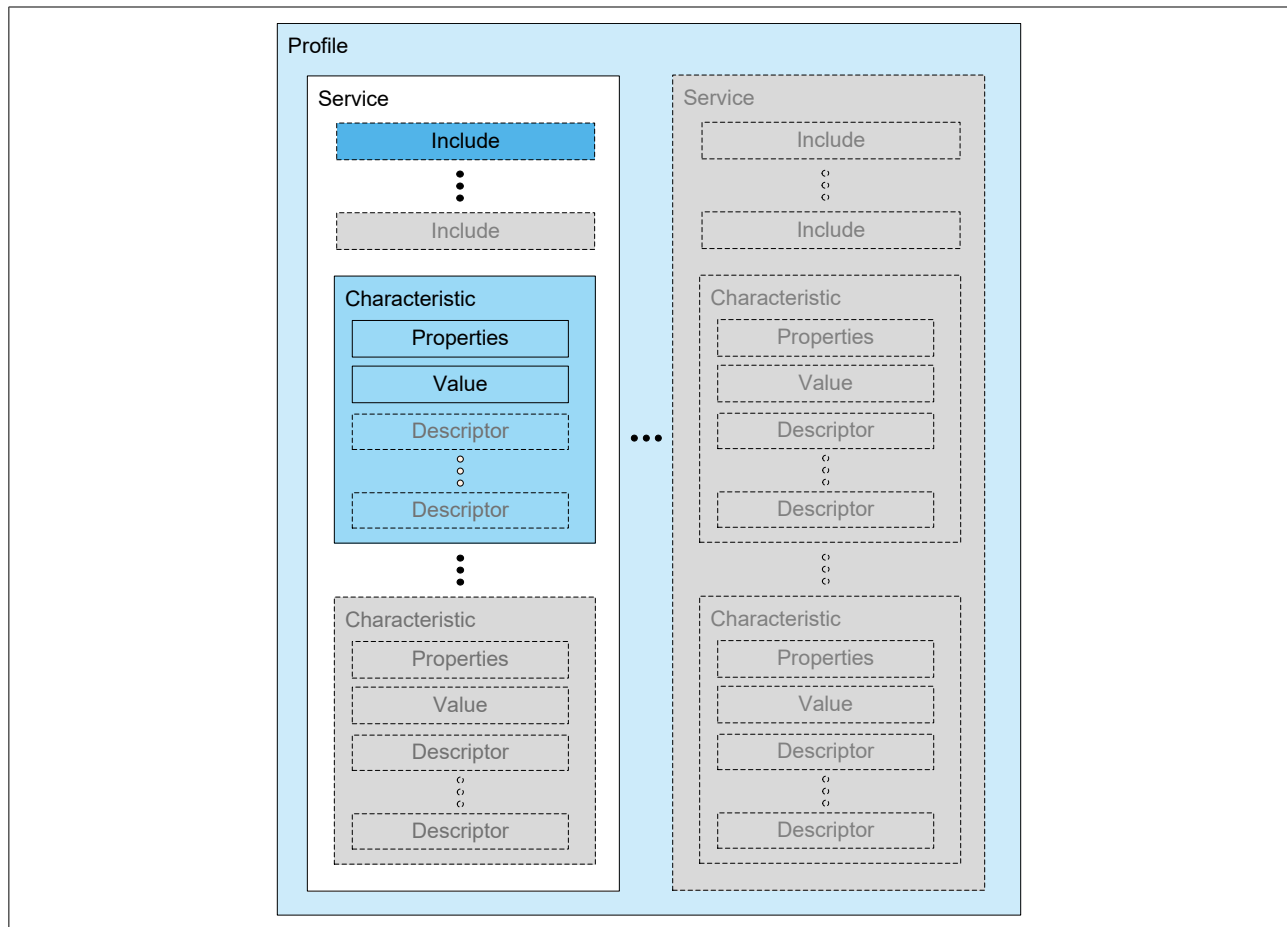 Profile
Service
Include
Include
Characteristic
Properties
Value
Descriptor
Descriptor
Characteristic
Properties
Value
Descriptor
Descriptor
Service
Include
Include
Characteristic
Properties
Value
Descriptor
Descriptor
Characteristic
Properties
Value
Descriptor
Descriptor